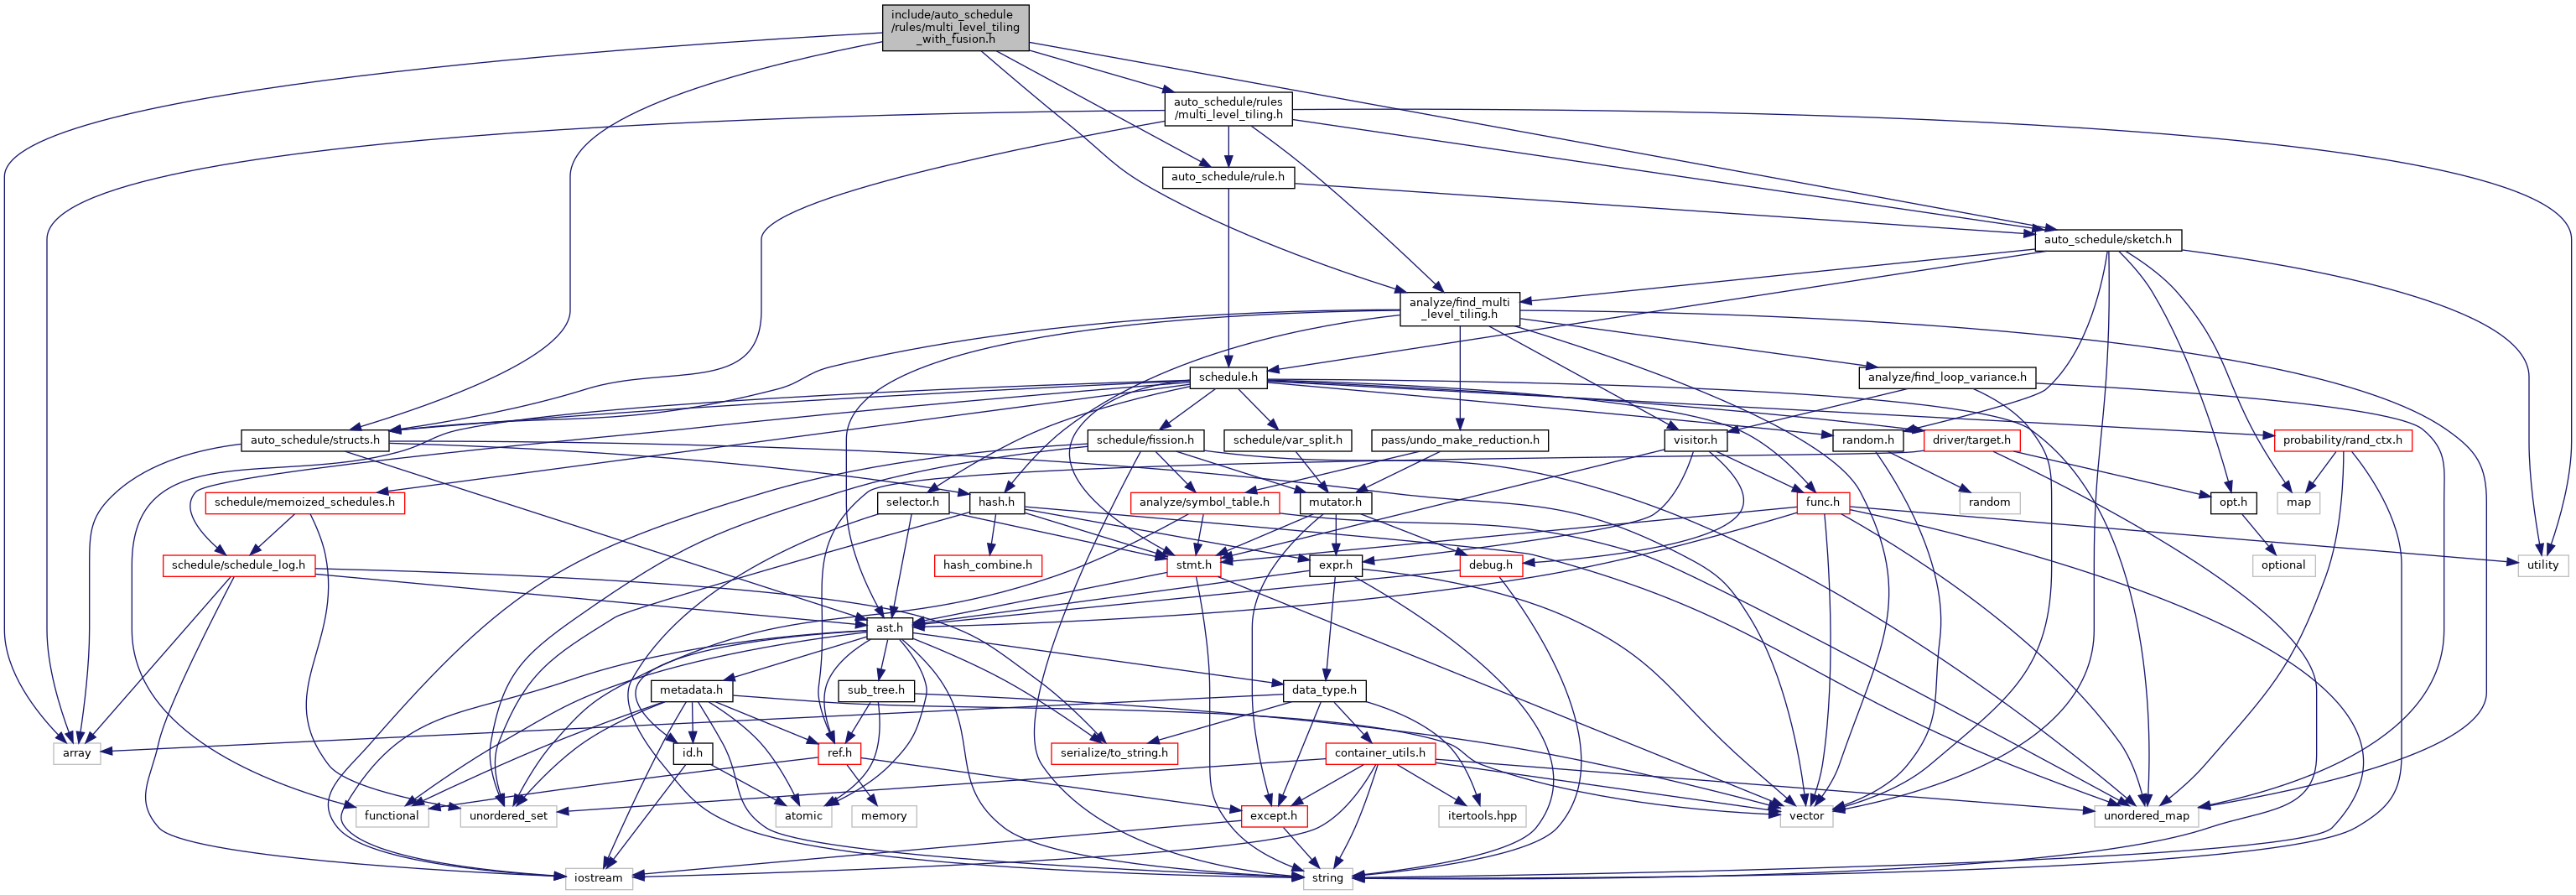 include/auto_schedule
/rules/multi_level_tiling
_with_fusion.h
auto_schedule/rules
/multi_level_tiling.h
auto_schedule/rule.h
auto_schedule/sketch.h
analyze/find_multi
_level_tiling.h
schedule.h
analyze/find_loop_variance.h
auto_schedule/structs.h
schedule/fission.h
schedule/var_split.h
pass/undo_make_reduction.h
visitor.h
random.h
driver/target.h
probability/rand_ctx.h
schedule/memoized_schedules.h
selector.h
hash.h
analyze/symbol_table.h
mutator.h
func.h
random
opt.h
map
schedule/schedule_log.h
hash_combine.h
stmt.h
expr.h
debug.h
optional
utility
ast.h
metadata.h
sub_tree.h
data_type.h
array
id.h
ref.h
serialize/to_string.h
container_utils.h
functional
unordered_set
atomic
memory
except.h
itertools.hpp
vector
unordered_map
iostream
string